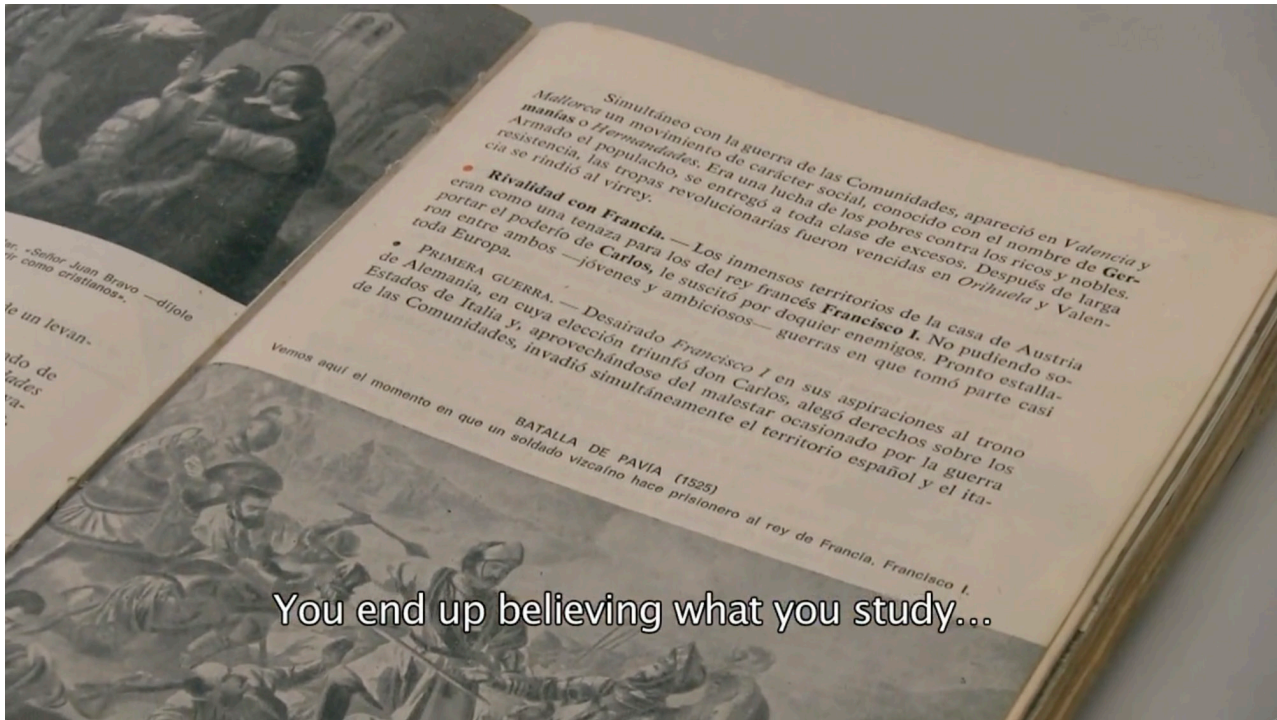 ar. «Señor Juan Bravo —díjole
rir como cristianos».
de un levan-
ado de
dades
va-
Simultáneo con la guerra de las Comunidades, apareció en Valencia y
Mallorca un movimiento de carácter social, conocido con el nombre de Ger-
manías o Hermandades. Era una lucha de los pobres contra los ricos y nobles.
Armado el populacho, se entregó a toda clase de excesos. Después de larga
resistencia, las tropas revolucionarias fueron vencidas en Orihuela y Valen-
cia se rindió al virrey.
• Rivalidad con Francia. — Los inmensos territorios de la casa de Austria
eran como una tenaza para los del rey francés Francisco I. No pudiendo so-
portar el poderío de Carlos, le suscitó por doquier enemigos. Pronto estalla-
ron entre ambos —jóvenes y ambiciosos— guerras en que tomó parte casi
toda Europa.
• PRIMERA GUERRA. — Desairado Francisco I en sus aspiraciones al trono
de Alemania, en cuya elección triunfó don Carlos, alegó derechos sobre los
Estados de Italia y, aprovechándose del malestar ocasionado por la guerra
de las Comunidades, invadió simultáneamente el territorio español y el ita-
BATALLA DE PAVÍA (1525)
Vemos aquí el momento en que un soldado vizcaíno hace prisionero al rey de Francia, Francisco I.
You end up believing what you study...